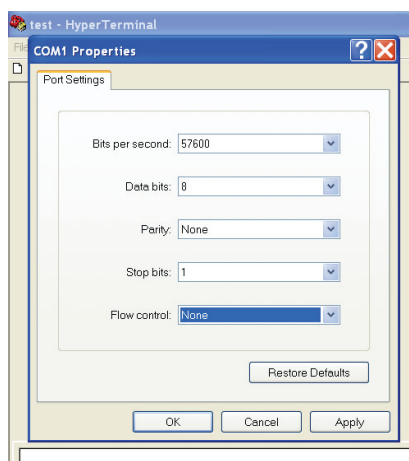 test - HyperTerminal
COM1 Properties
Port Settings
Bits per second: 57600
Data bits: 8
Parity: None
Stop bits: 1
Flow control: None
Restore Defaults
OK Cancel Apply